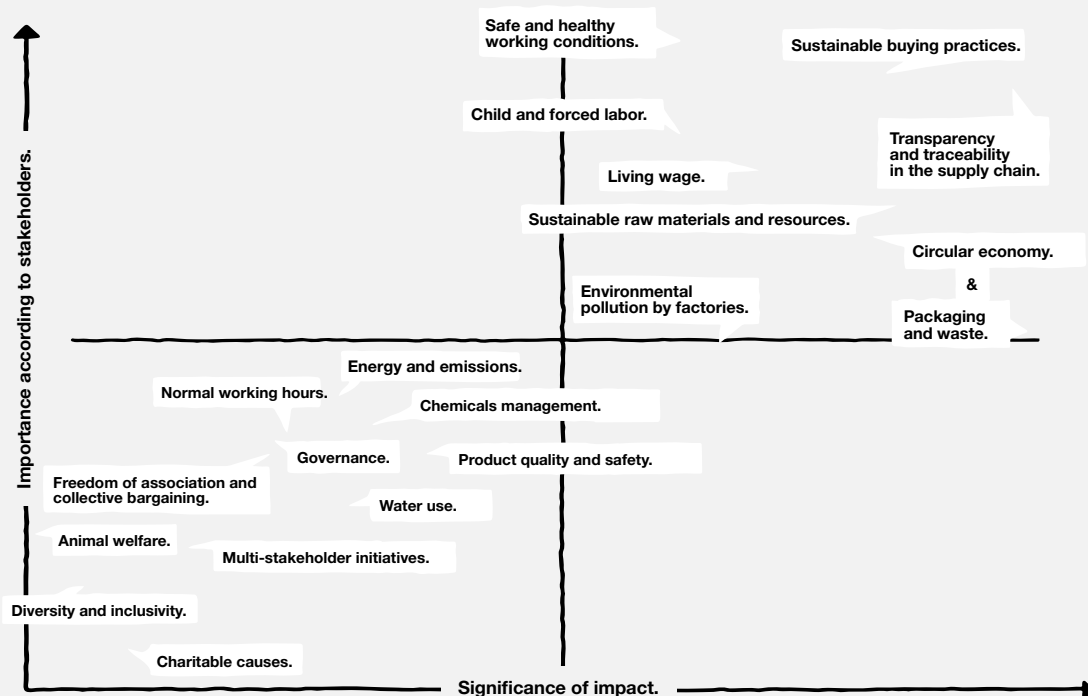 Safe and healthy
working conditions.
Sustainable buying practices.
Child and forced labor.
Transparency
and traceability
in the supply chain.
Living wage.
Sustainable raw materials and resources.
Circular economy.
&
Packaging
and waste.
Environmental
pollution by factories.
Importance according to stakeholders.
Energy and emissions.
Normal working hours.
Chemicals management.
Governance.
Product quality and safety.
Freedom of association and
collective bargaining.
Water use.
Animal welfare.
Multi-stakeholder initiatives.
Diversity and inclusivity.
Charitable causes.
Significance of impact.